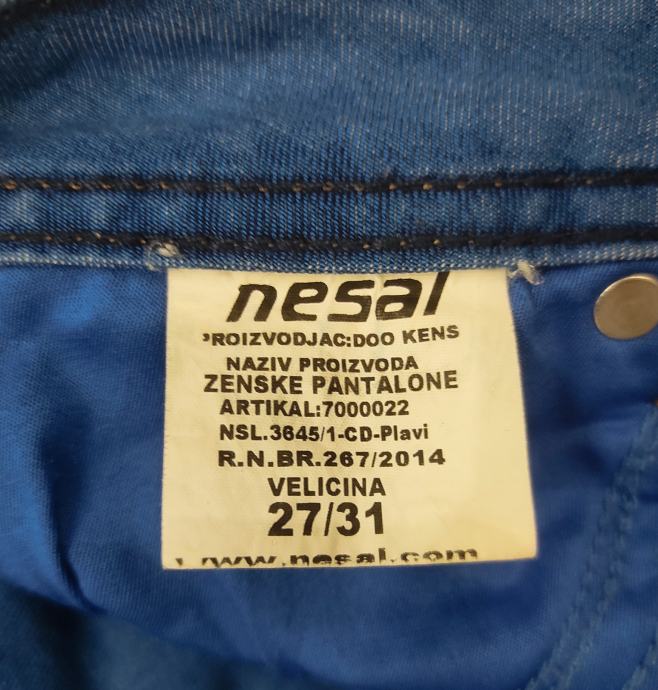 nesal
PROIZVODJAC:DOO KENS
NAZIV PROIZVODA
ZENSKE PANTALONE
ARTIKAL:7000022
NSL.3645/1-CD-Plavi
R.N.BR.267/2014
VELICINA
27/31
www.nesal.com